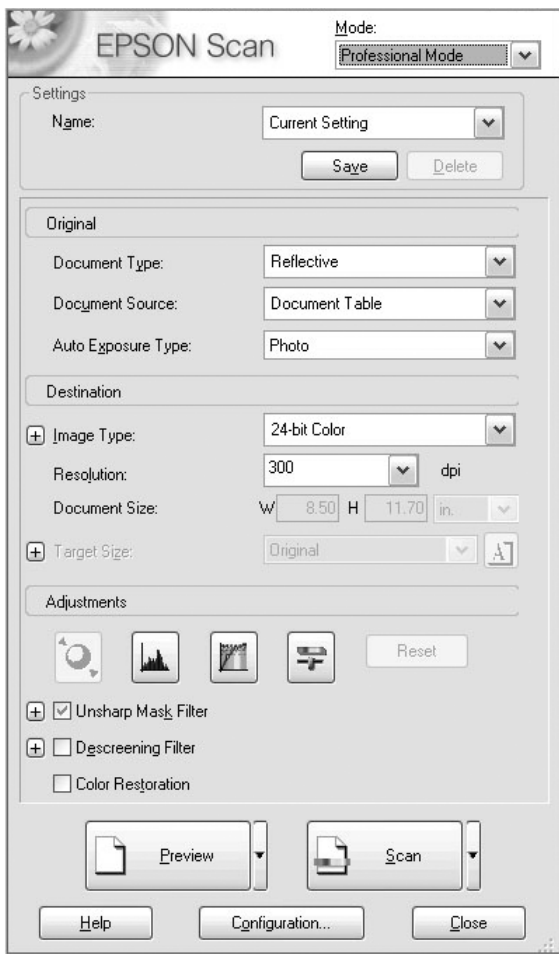 EPSON Scan
Mode:
Professional Mode
Settings
Name:
Current Setting
Save
Delete
Original
Document Type:
Reflective
Document Source:
Document Table
Auto Exposure Type:
Photo
Destination
Image Type:
24-bit Color
Resolution:
300
dpi
Document Size:
W 8.50 H 11.70 in.
Target Size:
Original
A
Adjustments
Reset
Unsharp Mask Filter
Descreening Filter
Color Restoration
Preview
Scan
Help
Configuration...
Close